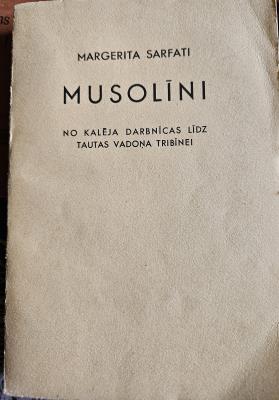 MARGERITA SARFATI
MUSOLĪNI
NO KALĒJA DARBNĪCAS LĪDZ
TAUTAS VADOŅA TRIBĪNEI